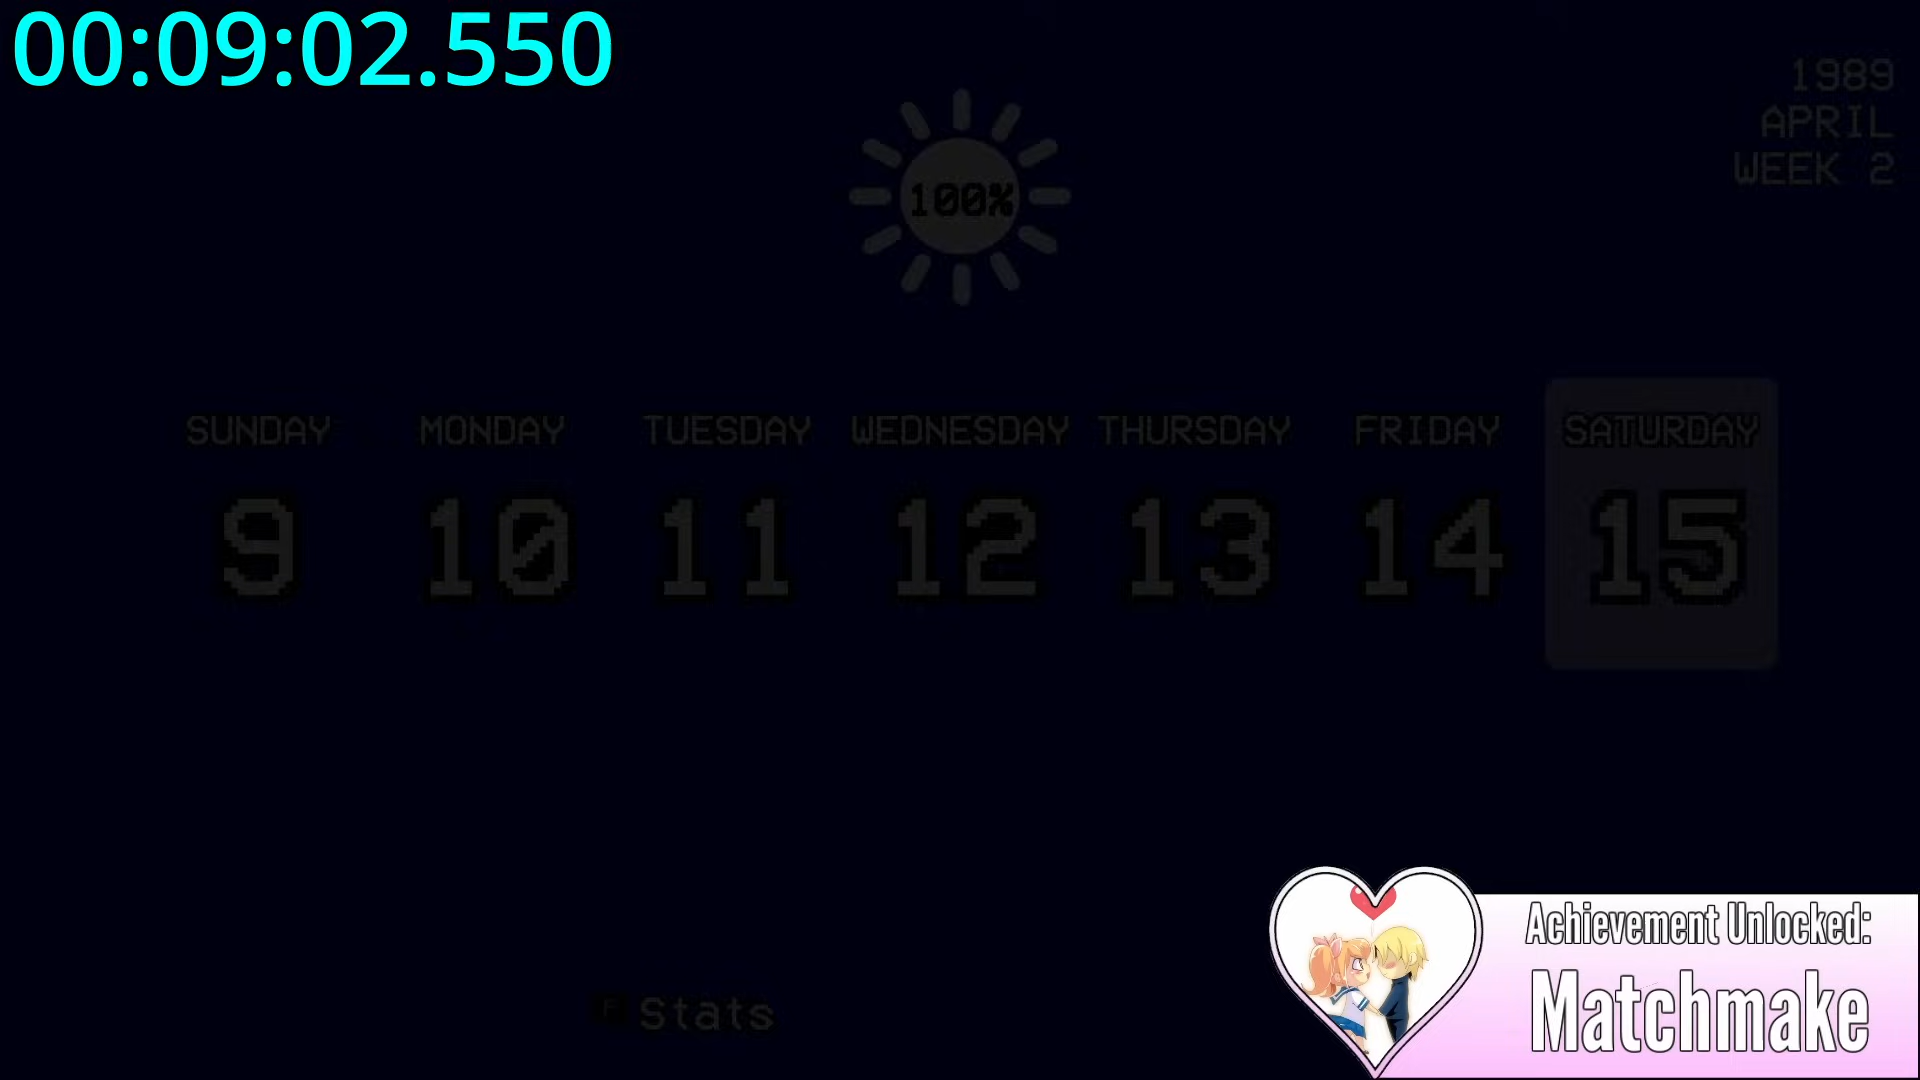 00:09:02.550
1989
APRIL
WEEK 2
100%
SUNDAY MONDAY TUESDAY WEDNESDAY THURSDAY FRIDAY SATURDAY
9 10 11 12 13 14 15
Achievement Unlocked:
Matchmake
F Stats